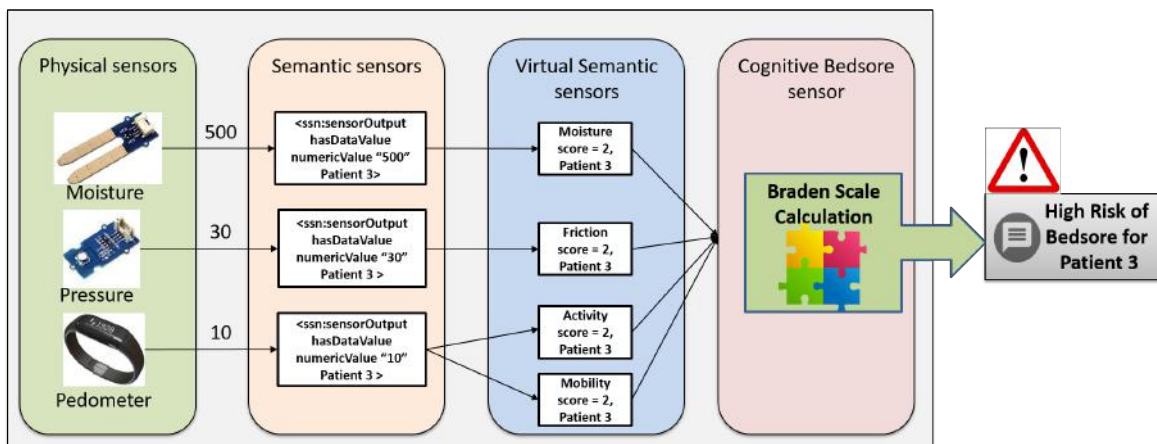 Physical sensors
Moisture
Pressure
Pedometer
500
30
10
Semantic sensors
<ssn:sensorOutput
hasDataValue
numericValue “500”
Patient 3>
<ssn:sensorOutput
hasDataValue
numericValue “30”
Patient 3 >
<ssn:sensorOutput
hasDataValue
numericValue “10”
Patient 3 >
Virtual Semantic
sensors
Moisture
score = 2,
Patient 3
Friction
score = 2,
Patient 3
Activity
score = 2,
Patient 3
Mobility
score = 2,
Patient 3
Cognitive Bedsore
sensor
Braden Scale
Calculation
!
High Risk of
Bedsore for
Patient 3